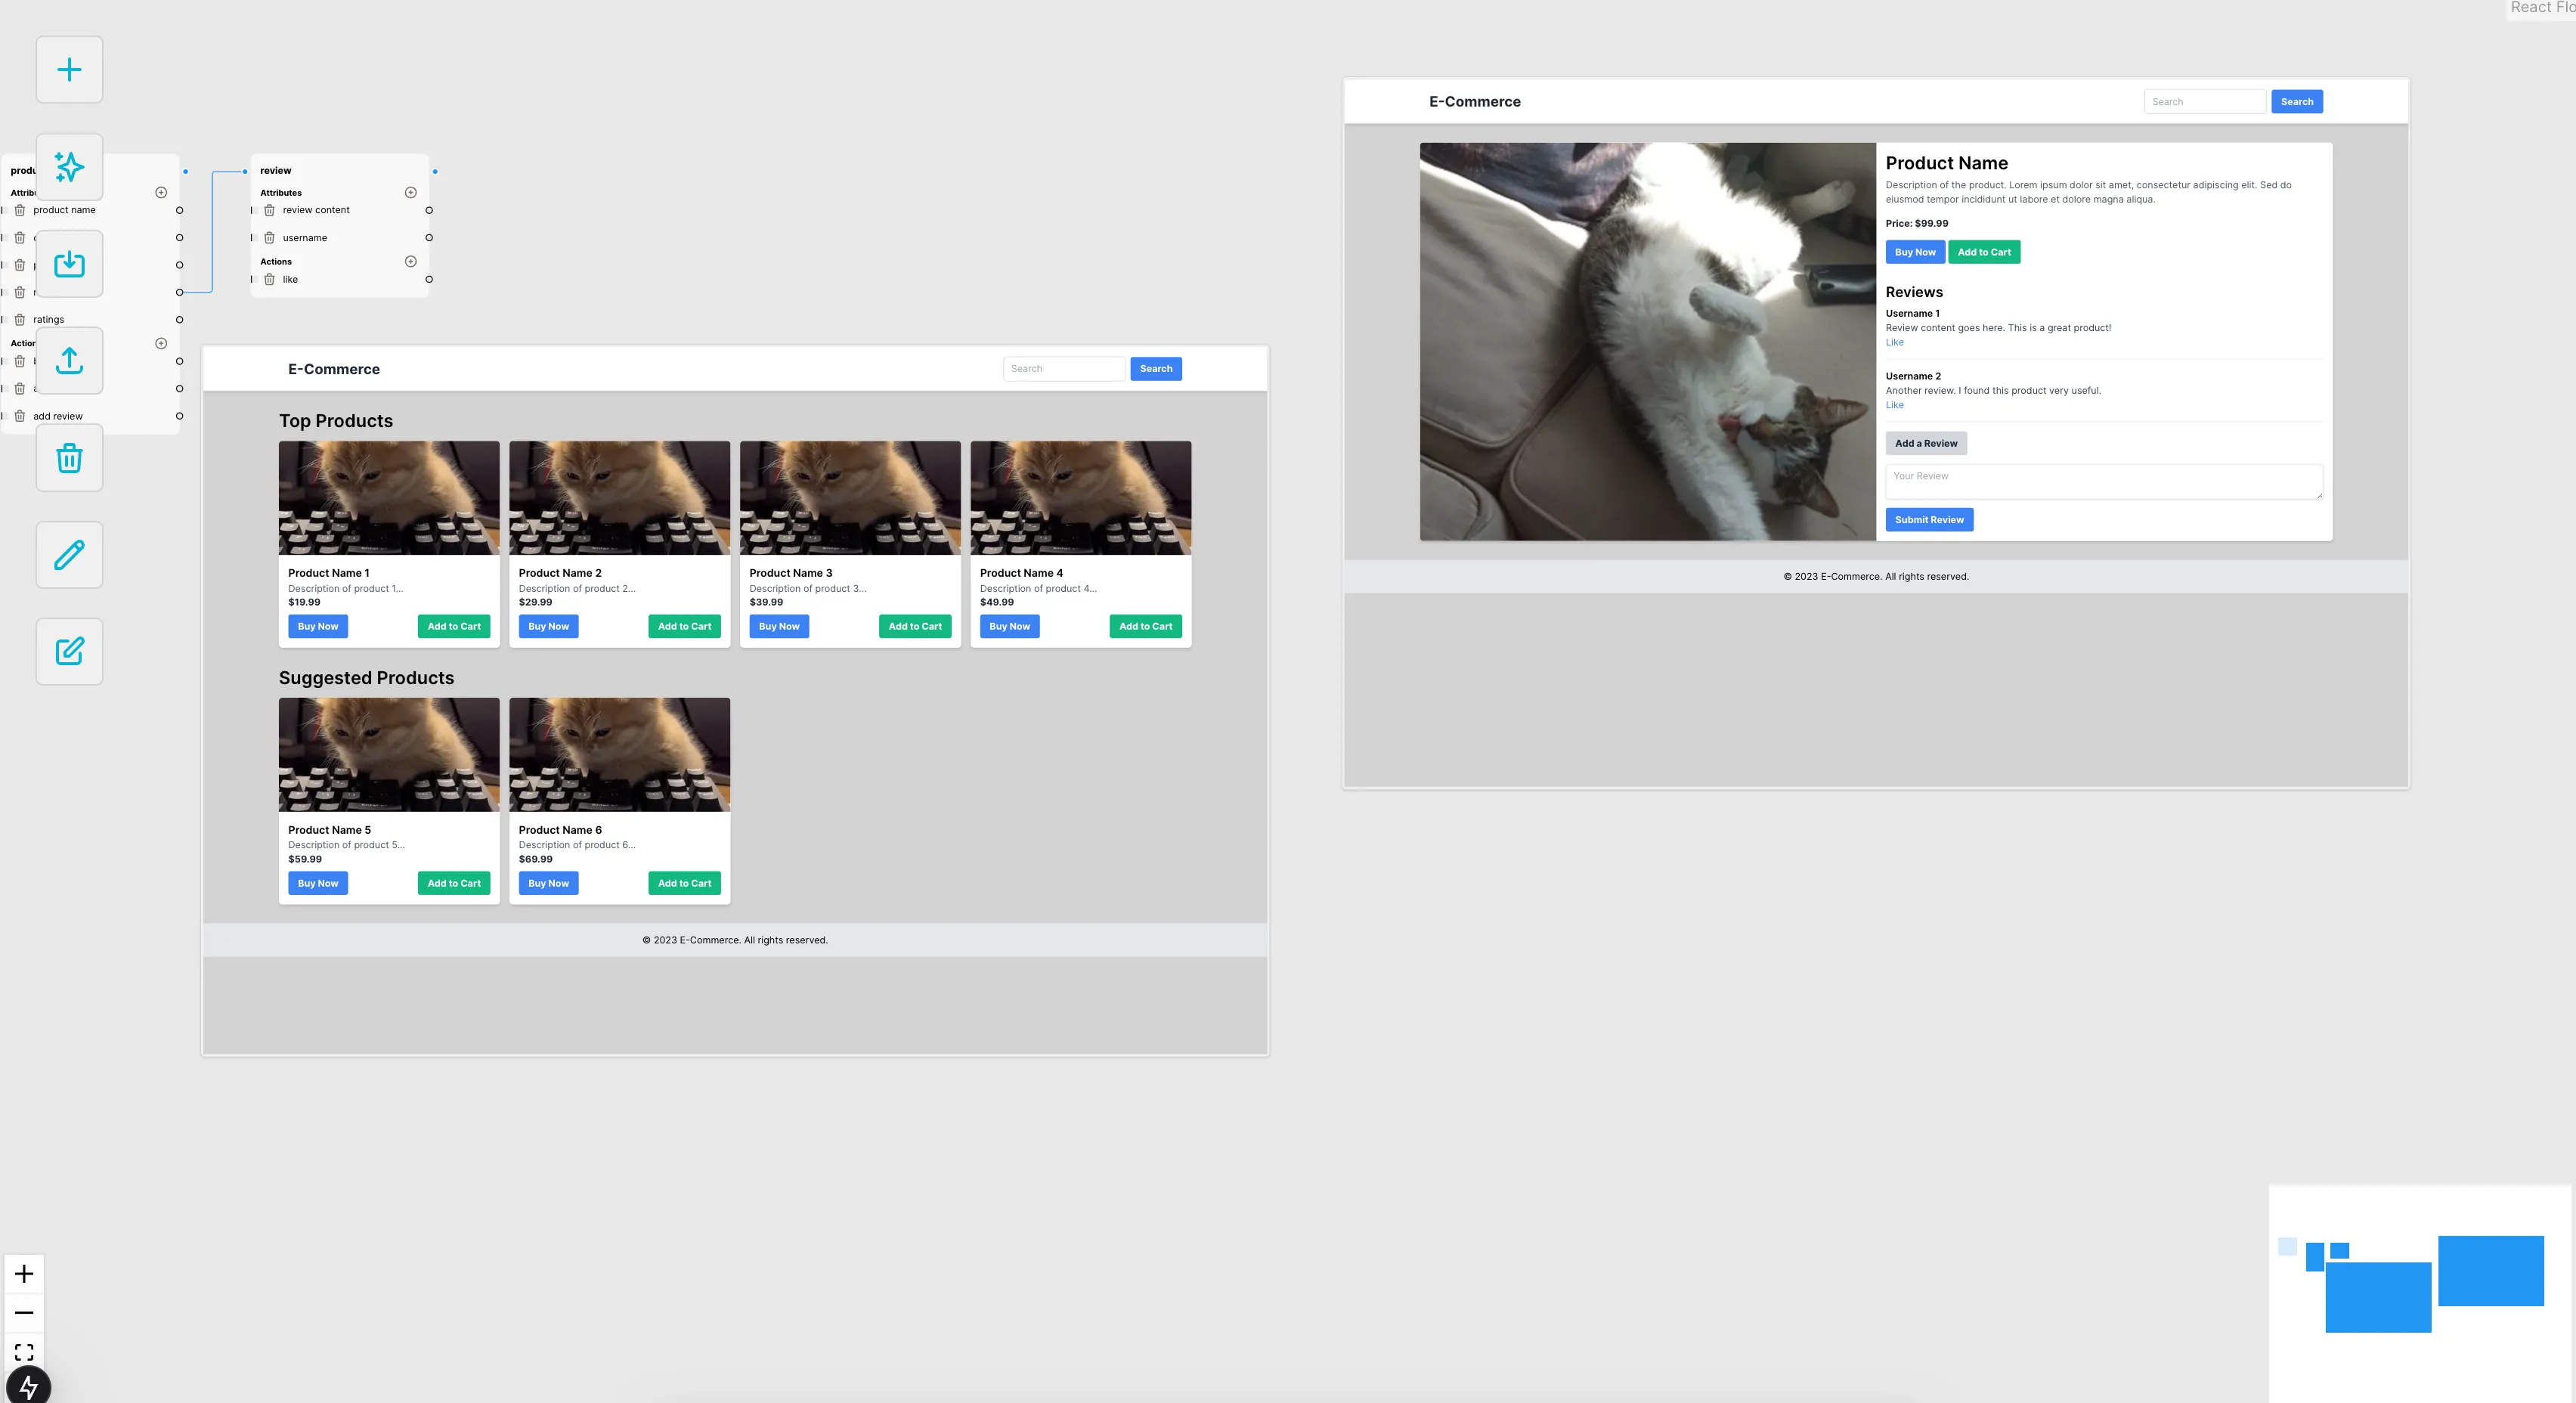 React Flo
produ
Attribu
product name
ratings
Action
add review
review
Attributes
review content
username
Actions
like
E-Commerce
Search
Search
Top Products
Product Name 1
Description of product 1...
$19.99
Buy Now
Add to Cart
Product Name 2
Description of product 2...
$29.99
Buy Now
Add to Cart
Product Name 3
Description of product 3...
$39.99
Buy Now
Add to Cart
Product Name 4
Description of product 4...
$49.99
Buy Now
Add to Cart
Suggested Products
Product Name 5
Description of product 5...
$59.99
Buy Now
Add to Cart
Product Name 6
Description of product 6...
$69.99
Buy Now
Add to Cart
© 2023 E-Commerce. All rights reserved.
E-Commerce
Search
Search
Product Name
Description of the product. Lorem ipsum dolor sit amet, consectetur adipiscing elit. Sed do
eiusmod tempor incididunt ut labore et dolore magna aliqua.
Price: $99.99
Buy Now
Add to Cart
Reviews
Username 1
Review content goes here. This is a great product!
Like
Username 2
Another review. I found this product very useful.
Like
Add a Review
Your Review
Submit Review
© 2023 E-Commerce. All rights reserved.